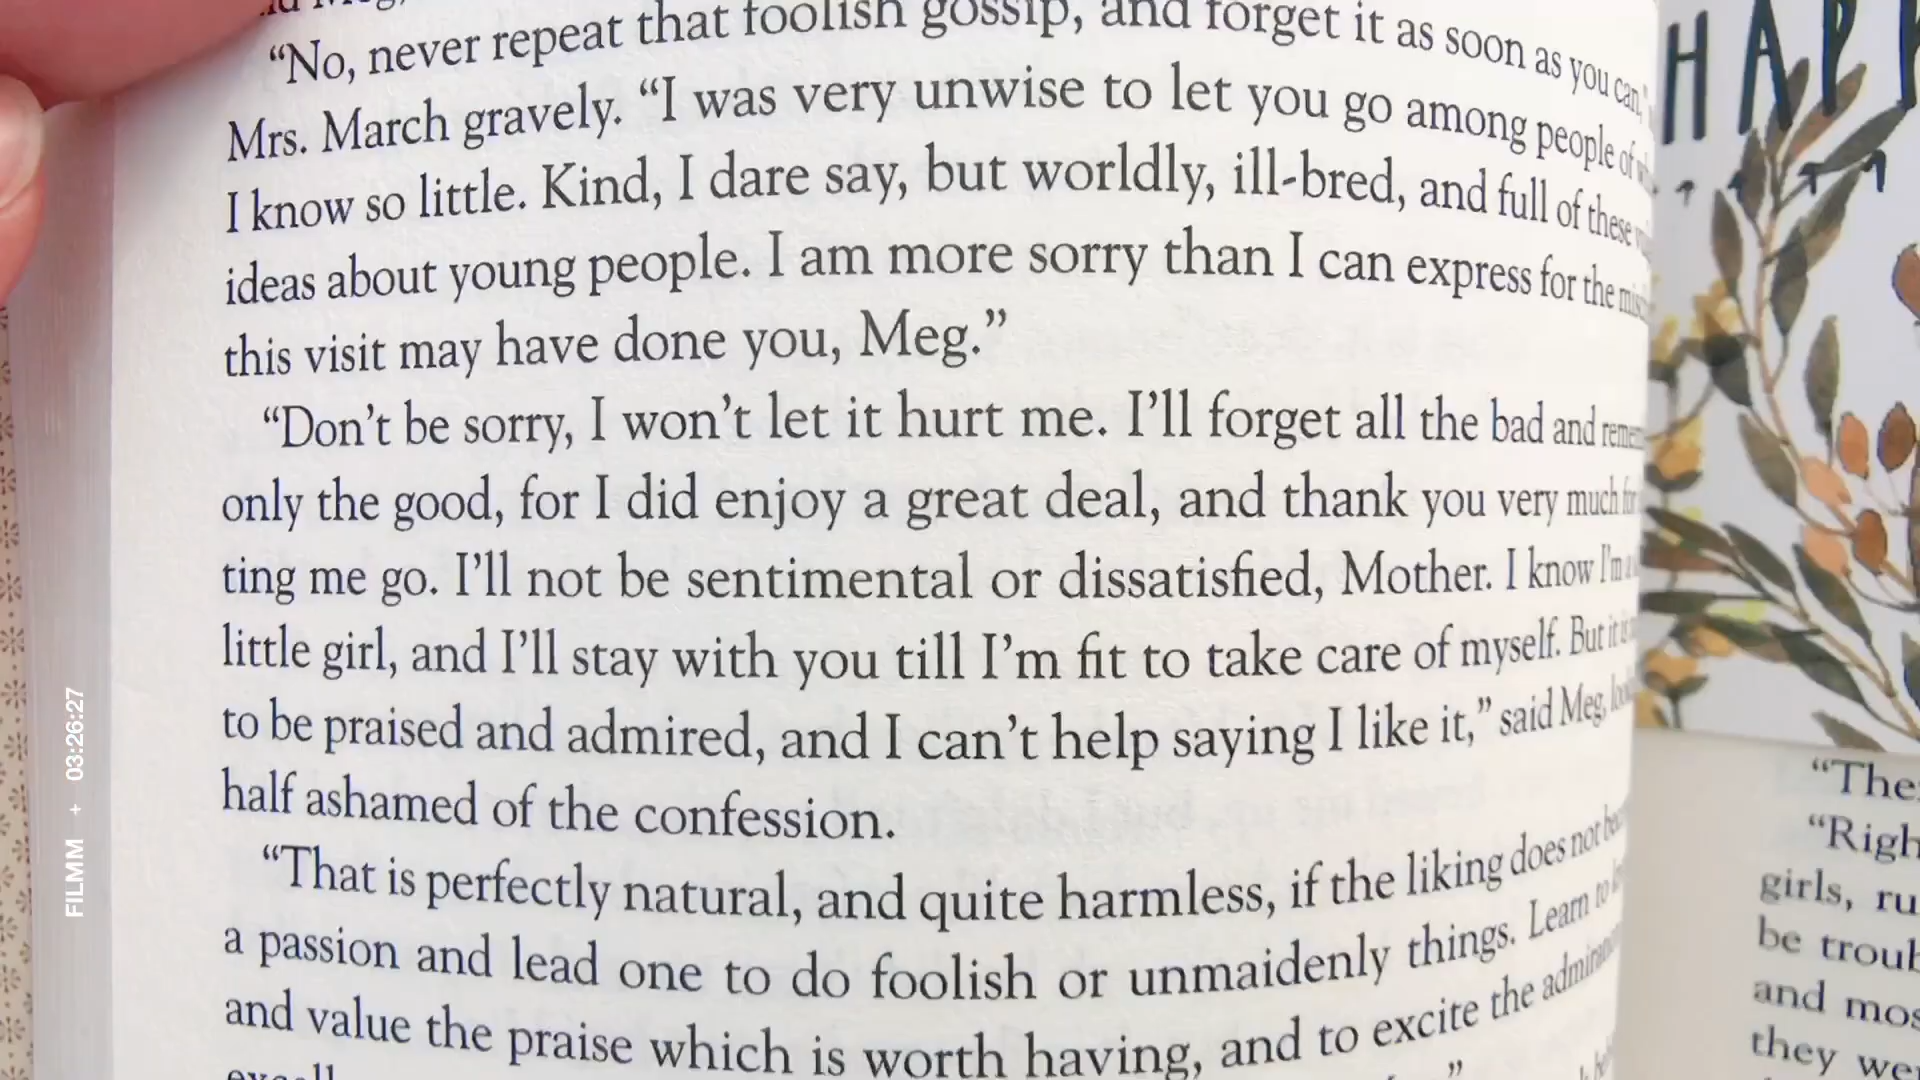 “No, never repeat that foolish gossip, and forget it as soon as you can,”
Mrs. March gravely. “I was very unwise to let you go among people of
I know so little. Kind, I dare say, but worldly, ill-bred, and full of these
ideas about young people. I am more sorry than I can express for the
this visit may have done you, Meg.”
“Don’t be sorry, I won’t let it hurt me. I’ll forget all the bad and
only the good, for I did enjoy a great deal, and thank you very much for
ting me go. I’ll not be sentimental or dissatisfied, Mother. I know I’m a
little girl, and I’ll stay with you till I’m fit to take care of myself. But it is
to be praised and admired, and I can’t help saying I like it,” said Meg,
half ashamed of the confession.
“That is perfectly natural, and quite harmless, if the liking does not
a passion and lead one to do foolish or unmaidenly things. Learn to
and value the praise which is worth having, and to excite the
HAPP
“The
“Righ
girls, ru
be troub
and mos
they we
FILMM + 03:26:27